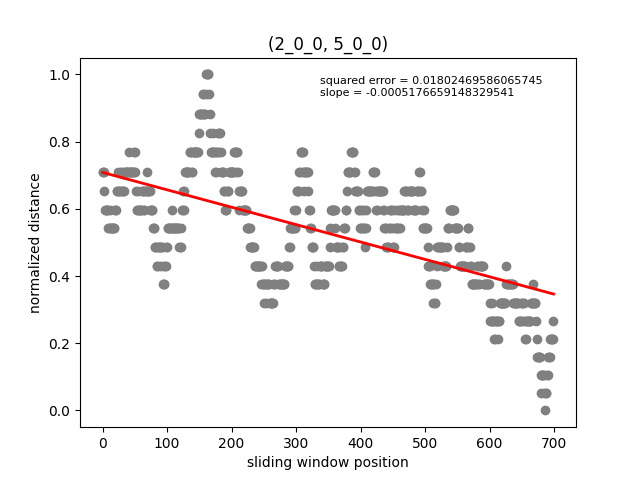 (2_0_0, 5_0_0)
squared error = 0.01802469586065745
slope = -0.0005176659148329541
normalized distance
1.0
0.8
0.6
0.4
0.2
0.0
0 100 200 300 400 500 600 700
sliding window position